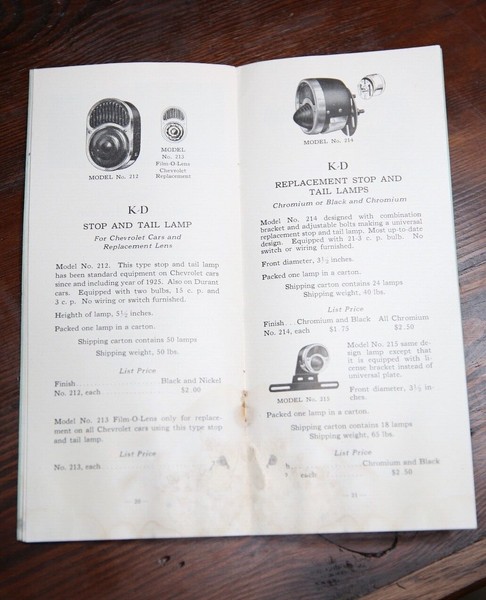 MODEL No. 212
MODEL
No. 213
Film-O-Lens
Chevrolet
Replacement
K-D
STOP AND TAIL LAMP
For Chevrolet Cars and
Replacement Lens
Model No. 212. This type stop and tail lamp
has been standard equipment on Chevrolet cars
since and including year of 1925. Also on Durant
cars. Equipped with two bulbs, 15 c. p. and
3 c. p. No wiring or switch furnished.
Heighth of lamp, 5½ inches.
Packed one lamp in a carton.
Shipping carton contains 50 lamps
Shipping weight, 50 lbs.
List Price
Finish Black and Nickel
No. 212, each $2.00
Model No. 213 Film-O-Lens only for replace-
ment on all Chevrolet cars using this type stop
and tail lamp.
List Price
No. 213, each
— 20 —
MODEL No. 214
K-D
REPLACEMENT STOP AND
TAIL LAMPS
Chromium or Black and Chromium
Model No. 214 designed with combination
bracket and adjustable bolts making a universal
replacement stop and tail lamp. Most up-to-date
design. Equipped with 21-3 c. p. bulb. No
switch or wiring furnished.
Front diameter, 3½ inches.
Packed one lamp in a carton.
Shipping carton contains 24 lamps
Shipping weight, 40 lbs.
List Price
Finish Chromium and Black All Chromium
No. 214, each $1.75 $2.50
MODEL No. 215
Model No. 215 same de-
sign lamp except that
it is equipped with li-
cense bracket instead of
universal plate.
Front diameter, 3½ in-
ches.
Packed one lamp in a carton.
Shipping carton contains 18 lamps
Shipping weight, 65 lbs.
List Price
Chromium and Black
each $2.50